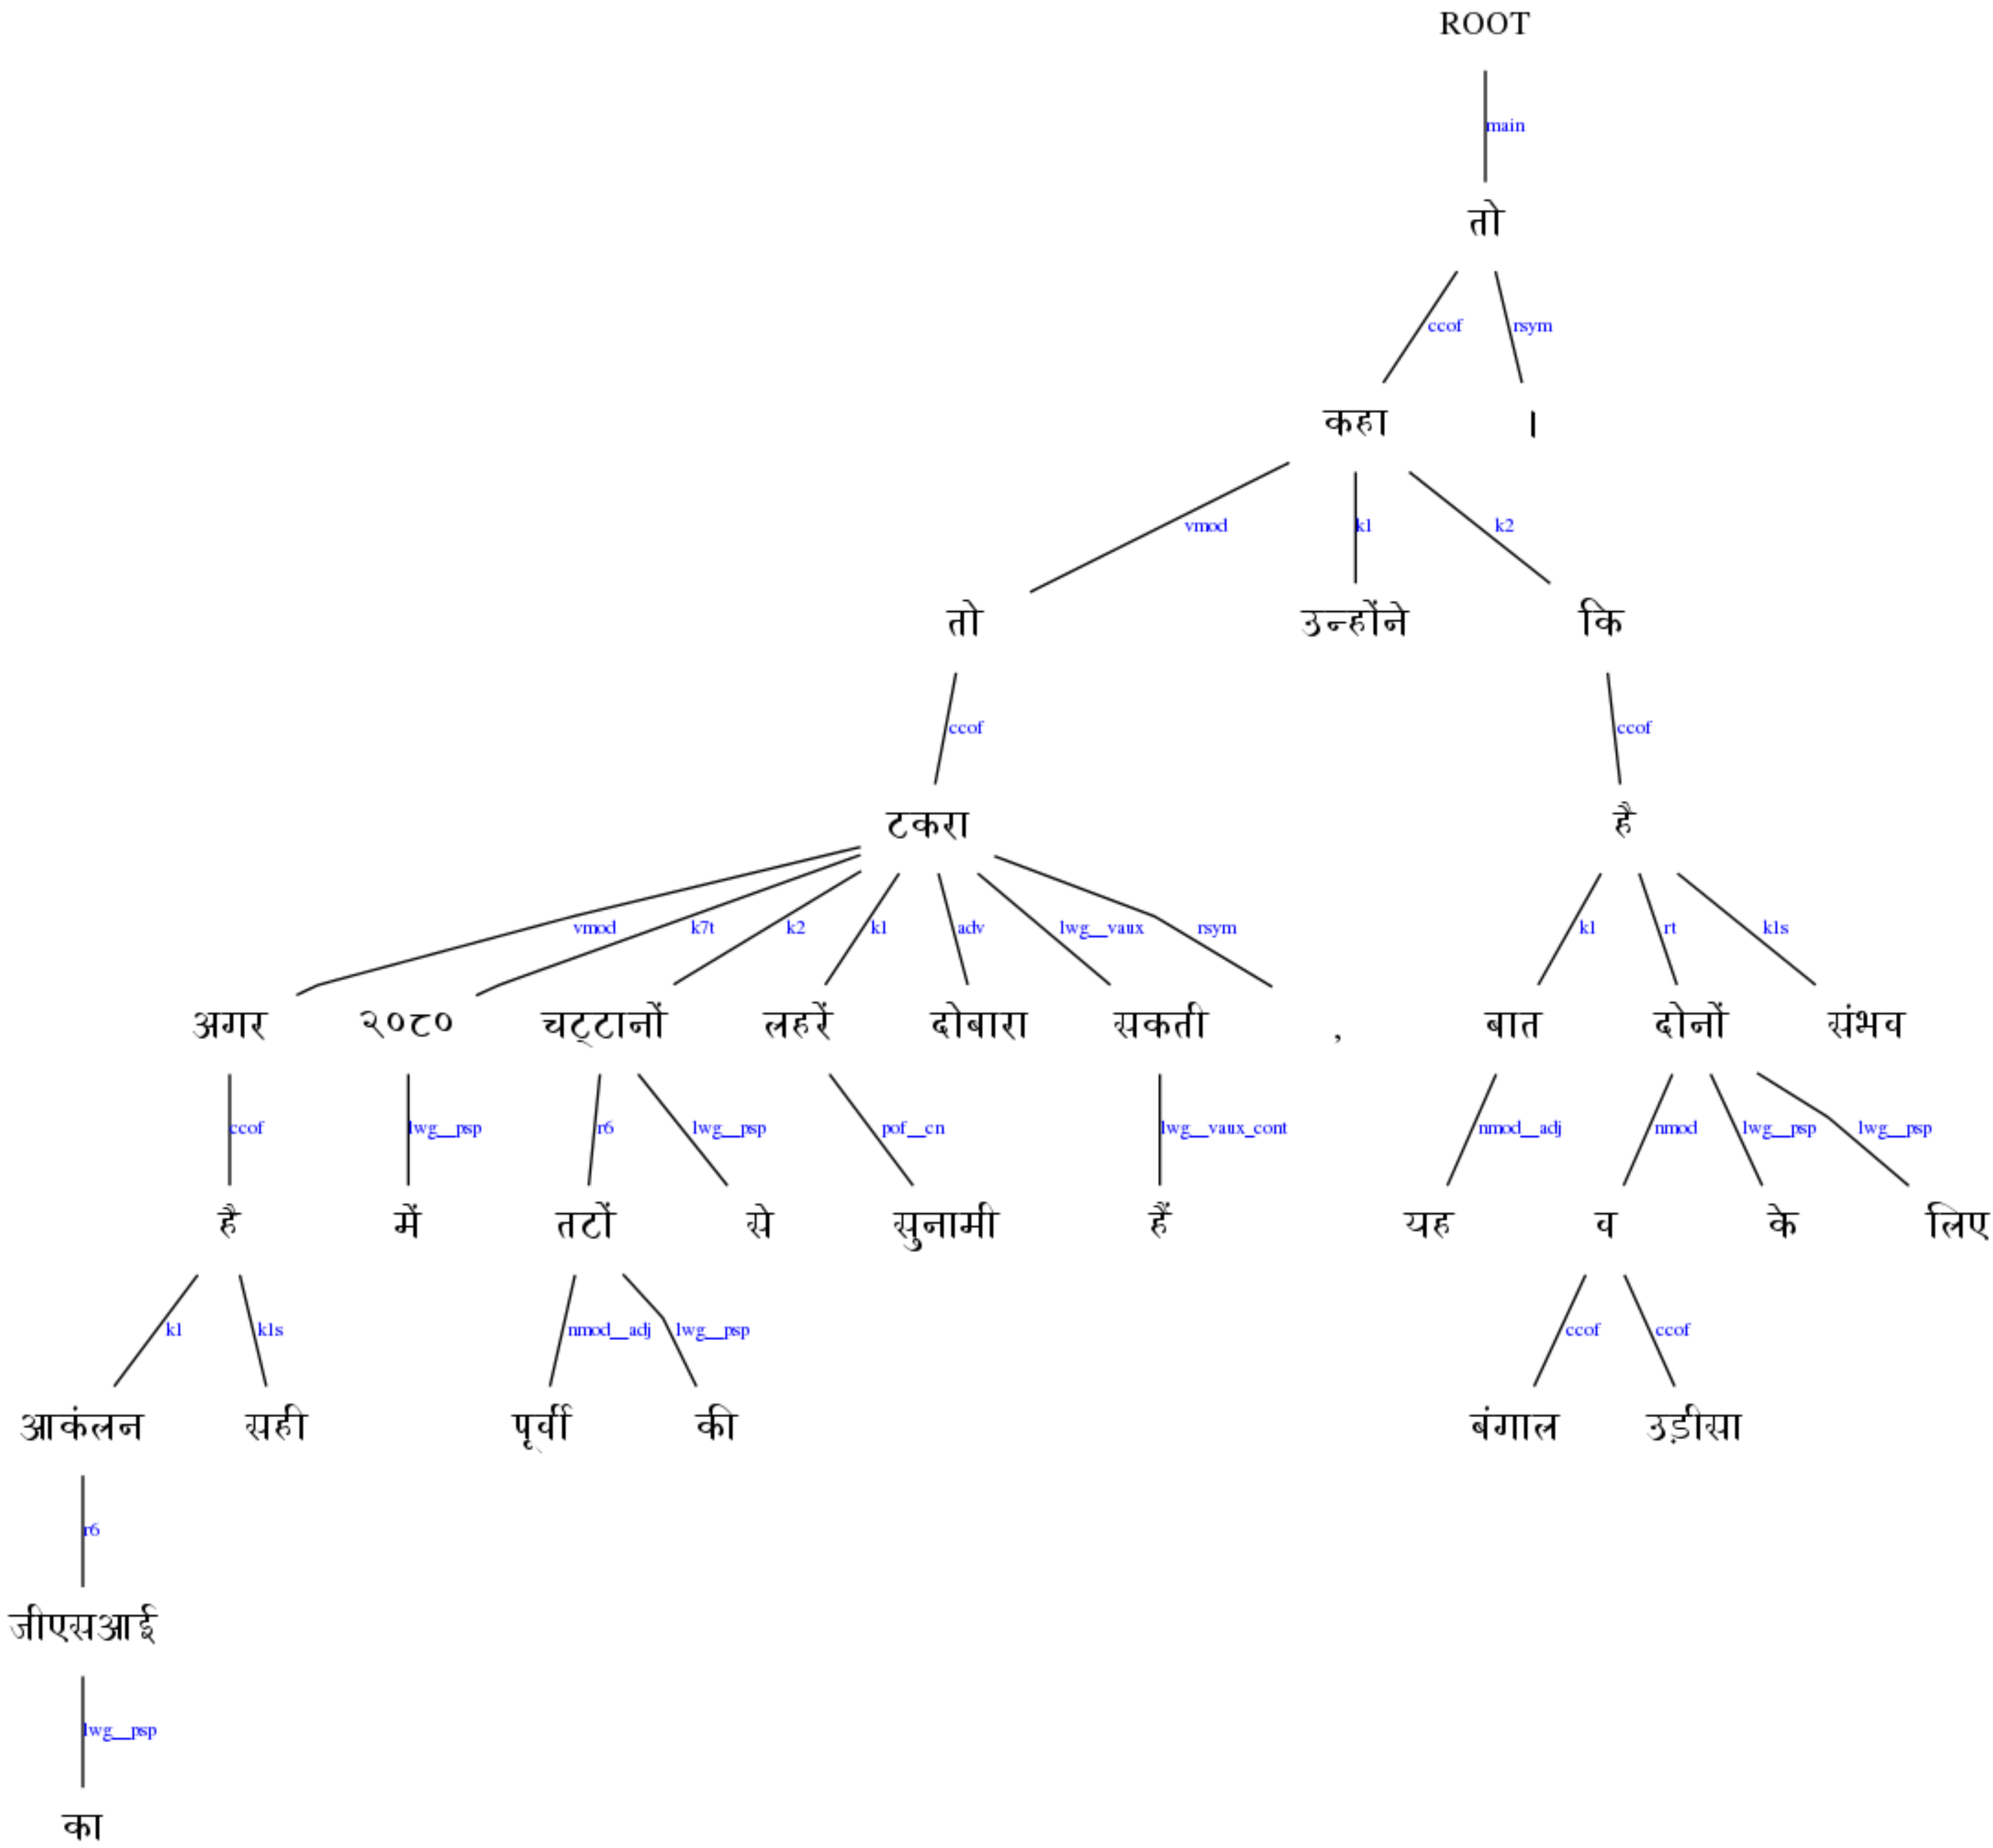 ROOT
main
तो
ccof rsym
कहा ।
vmod k1 k2
तो उन्होंने कि
ccof ccof
टकरा है
vmod k7t k2 k1 adv lwg__vaux rsym k1 rt k1s
अगर २०८० चट्टानों लहरें दोबारा सकती , बात दोनों संभव
ccof lwg__psp r6 lwg__psp pof__cn lwg__vaux_cont nmod__adj nmod lwg__psp lwg__psp
है में तटों से सुनामी हैं यह व के लिए
k1 k1s nmod__adj lwg__psp ccof ccof
आकंलन सही पूर्वी की बंगाल उड़ीसा
r6
जीएसआई
lwg__psp
का